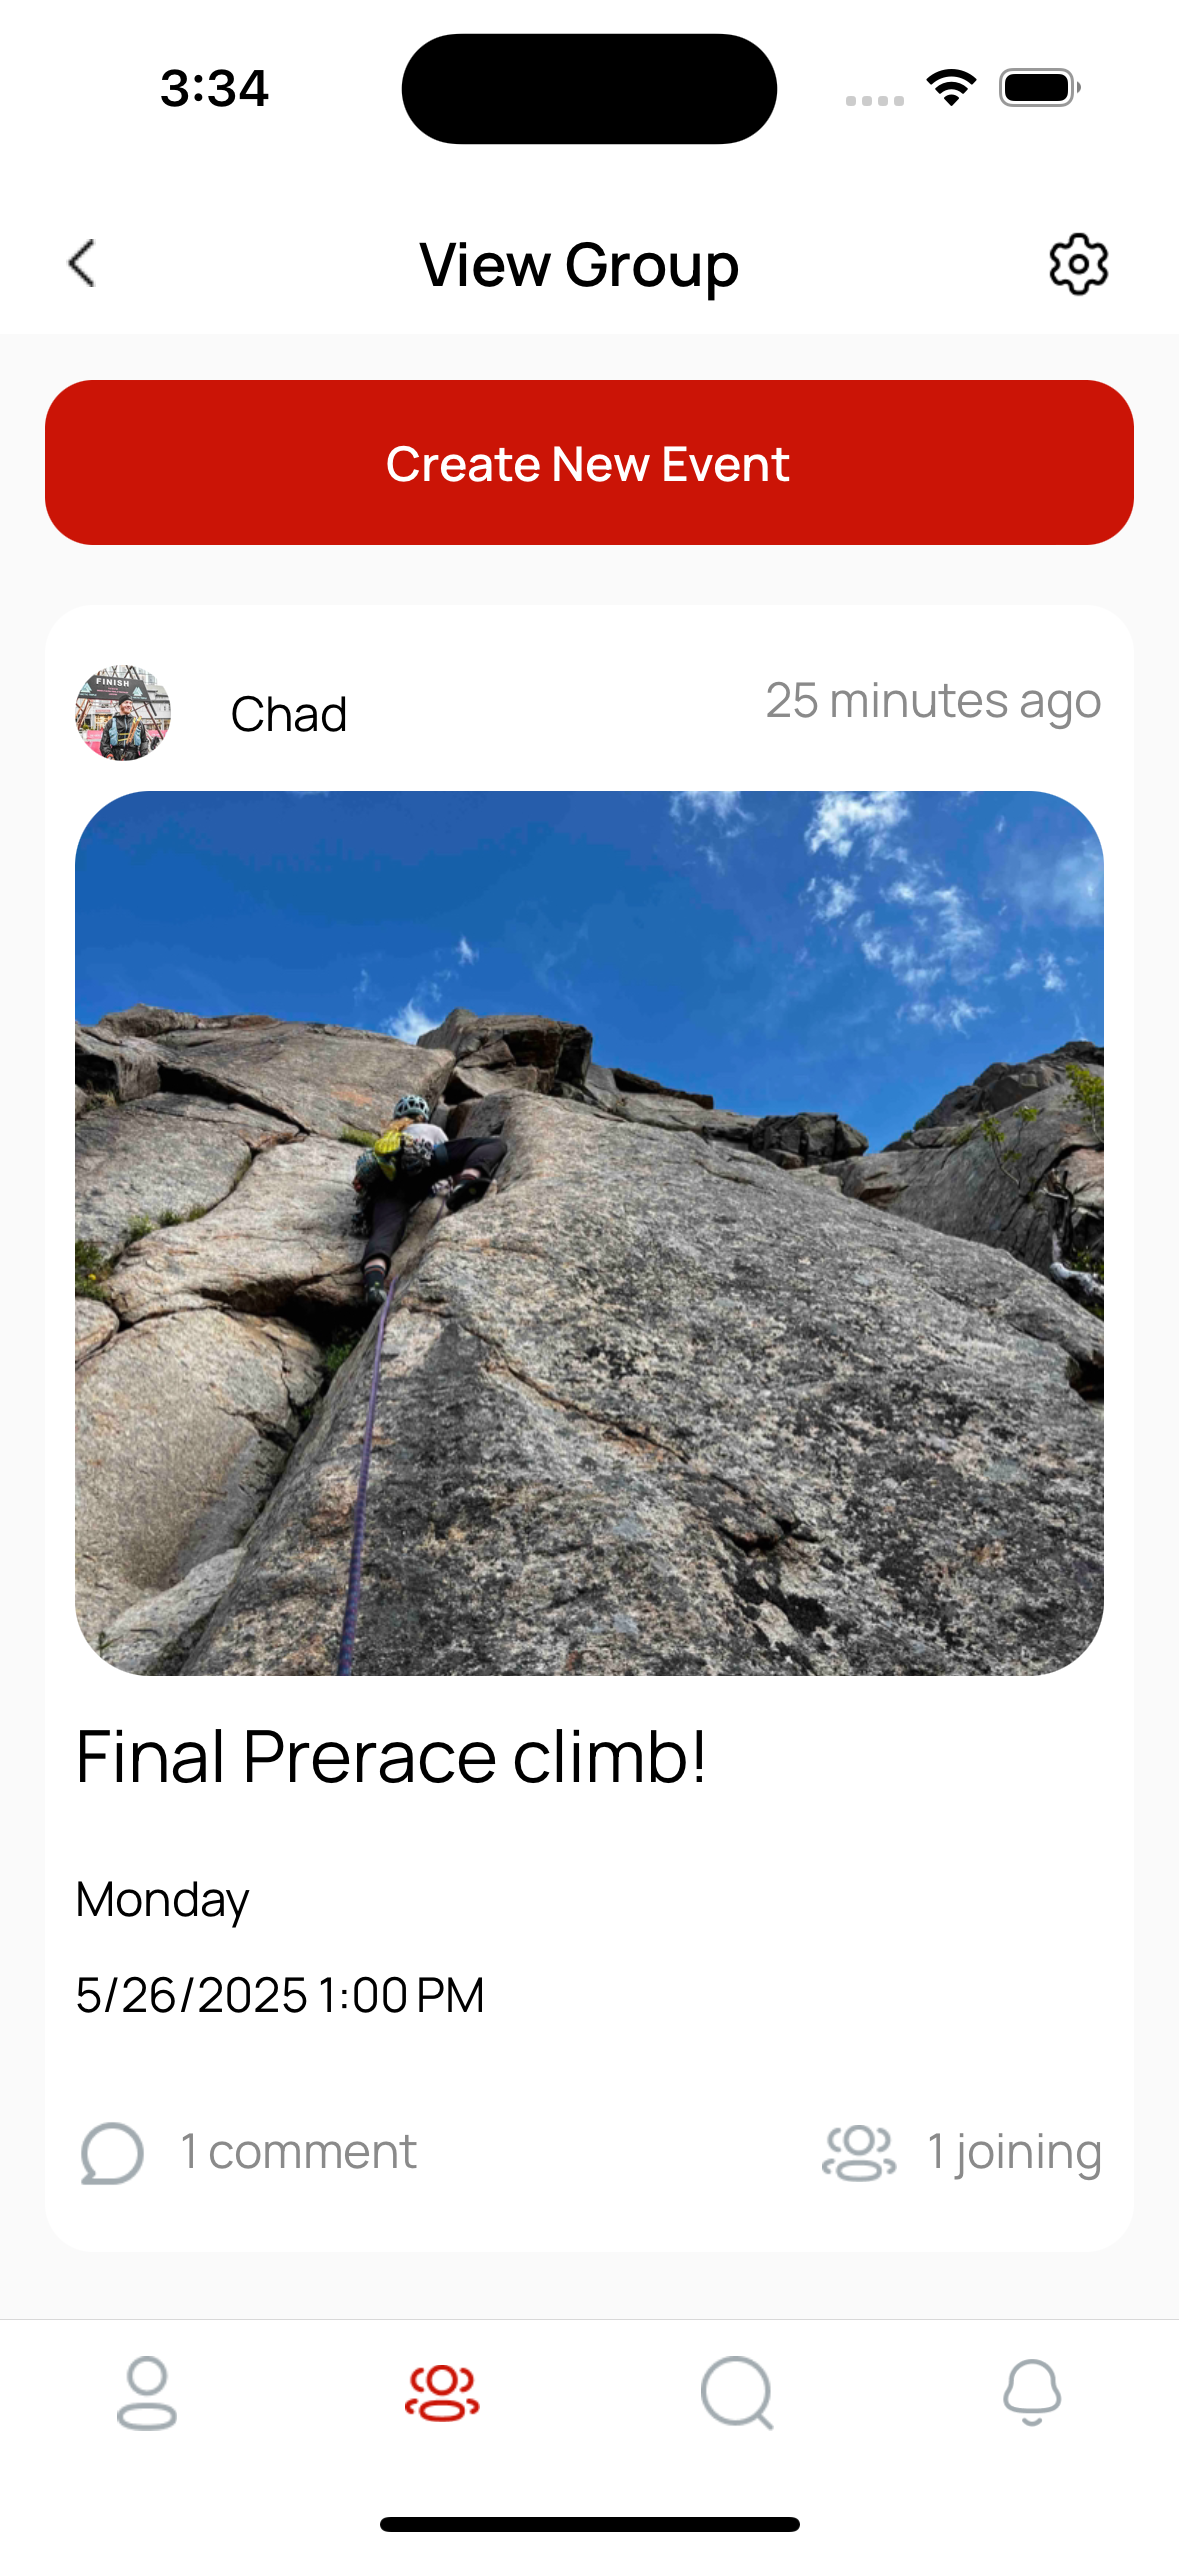 3:34
View Group
Create New Event
FINISH
Chad
25 minutes ago
Final Prerace climb!
Monday
5/26/2025 1:00 PM
1 comment
1 joining